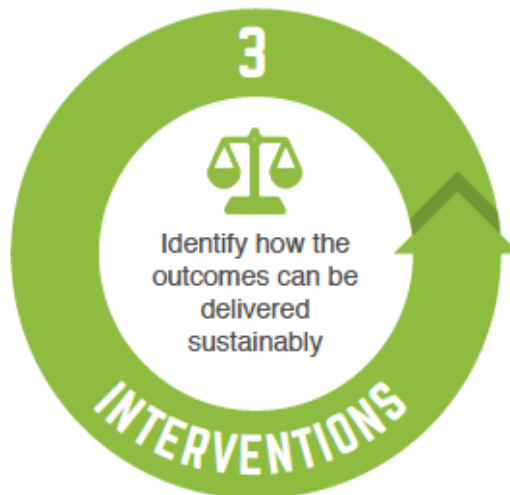 3
Identify how the
outcomes can be
delivered
sustainably
INTERVENTIONS